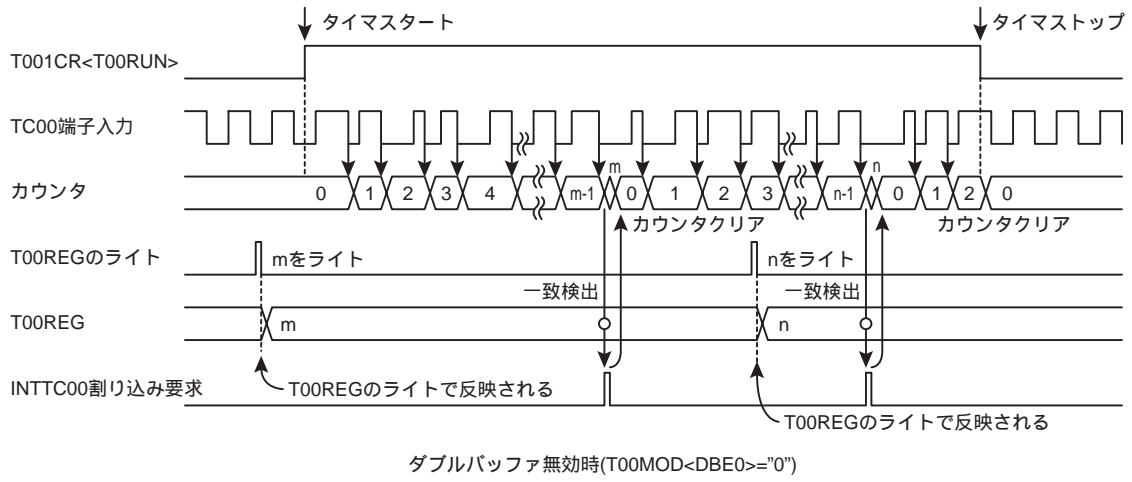 タイマスタート
タイマストップ
T001CR<T00RUN>
TC00端子入力
m
n
カウンタ
0 1 2 3 4 m-1 0 1 2 3 n-1 0 1 2 0
カウンタクリア
カウンタクリア
T00REGのライト
mをライト
nをライト
一致検出
一致検出
T00REG
m
n
INTTC00割り込み要求
T00REGのライトで反映される
T00REGのライトで反映される
ダブルバッファ無効時(T00MOD<DBE0>=”0”)